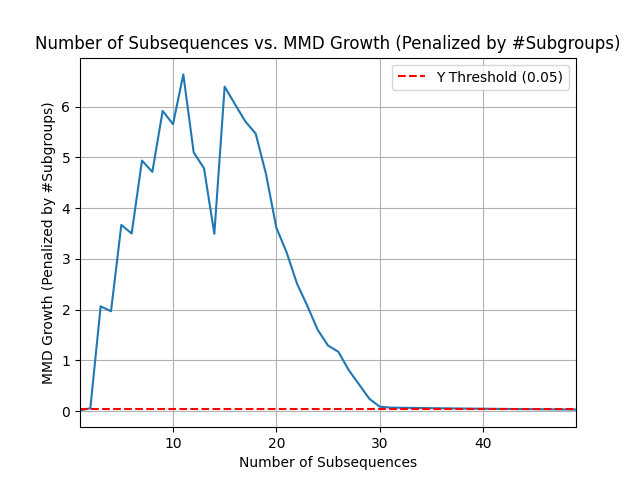 Number of Subsequences vs. MMD Growth (Penalized by #Subgroups)
Y Threshold (0.05)
MMD Growth (Penalized by #Subgroups)
6
5
4
3
2
1
0
10 20 30 40
Number of Subsequences